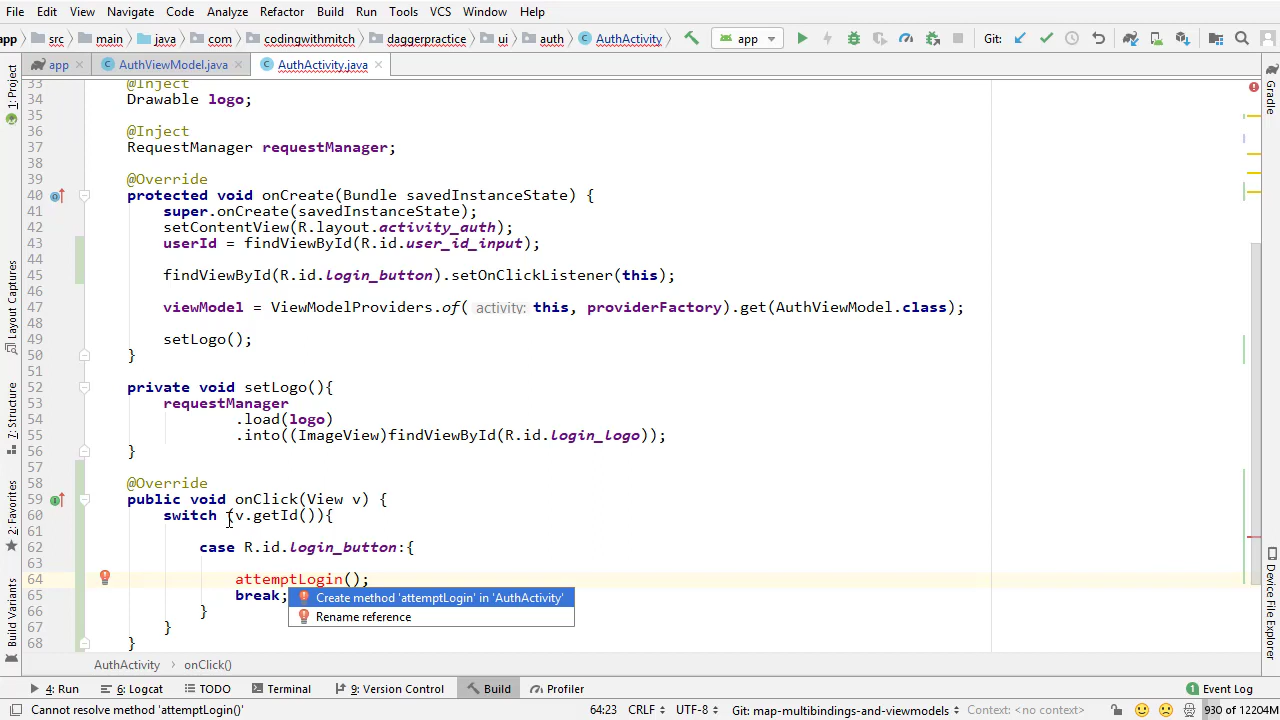 File Edit View Navigate Code Analyze Refactor Build Run Tools VCS Window Help
app src main java com codingwithmitch daggerpractice ui auth AuthActivity app Git:
app AuthViewModel.java AuthActivity.java
1: Project
Layout Captures
7: Structure
2: Favorites
Build Variants
33 @Inject
34 Drawable logo;
35
36 @Inject
37 RequestManager requestManager;
38
39 @Override
40 protected void onCreate(Bundle savedInstanceState) {
41 super.onCreate(savedInstanceState);
42 setContentView(R.layout.activity_auth);
43 userId = findViewById(R.id.user_id_input);
44
45 findViewById(R.id.login_button).setOnClickListener(this);
46
47 viewModel = ViewModelProviders.of( activity: this, providerFactory).get(AuthViewModel.class);
48
49 setLogo();
50 }
51
52 private void setLogo(){
53 requestManager
54 .load(logo)
55 .into((ImageView)findViewById(R.id.login_logo));
56 }
57
58 @Override
59 public void onClick(View v) {
60 switch (v.getId()){
61
62 case R.id.login_button:{
63
64 attemptLogin();
65 break;
Create method 'attemptLogin' in 'AuthActivity'
Rename reference
66 }
67 }
68 }
Gradle
Device File Explorer
AuthActivity onClick()
4: Run 6: Logcat TODO Terminal 9: Version Control Build Profiler 1 Event Log
Cannot resolve method 'attemptLogin()' 64:23 CRLF UTF-8 Git: map-multibindings-and-viewmodels Context: <no context> 930 of 12204M